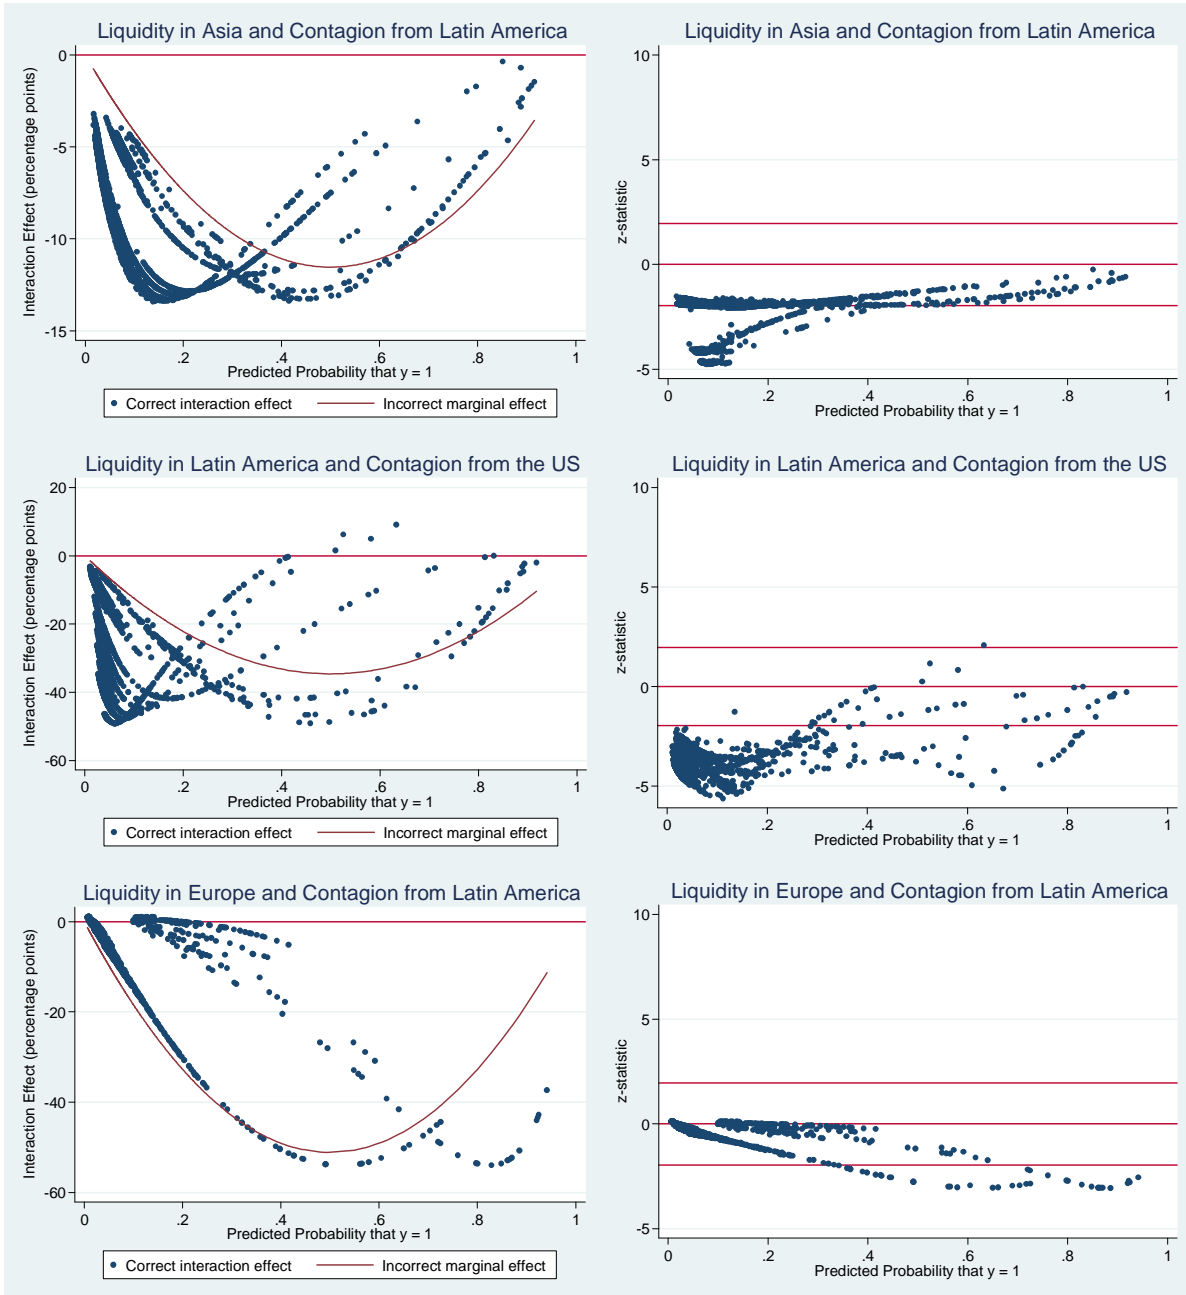 Liquidity in Asia and Contagion from Latin America
Interaction Effect (percentage points)
0
-5
-10
-15
0 .2 .4 .6 .8 1
Predicted Probability that y = 1
Correct interaction effect Incorrect marginal effect
Liquidity in Asia and Contagion from Latin America
z-statistic
10
5
0
-5
0 .2 .4 .6 .8 1
Predicted Probability that y = 1
Liquidity in Latin America and Contagion from the US
Interaction Effect (percentage points)
20
0
-20
-40
-60
0 .2 .4 .6 .8 1
Predicted Probability that y = 1
Correct interaction effect Incorrect marginal effect
Liquidity in Latin America and Contagion from the US
z-statistic
10
5
0
-5
0 .2 .4 .6 .8 1
Predicted Probability that y = 1
Liquidity in Europe and Contagion from Latin America
Interaction Effect (percentage points)
0
-20
-40
-60
0 .2 .4 .6 .8 1
Predicted Probability that y = 1
Correct interaction effect Incorrect marginal effect
Liquidity in Europe and Contagion from Latin America
z-statistic
10
5
0
-5
0 .2 .4 .6 .8 1
Predicted Probability that y = 1